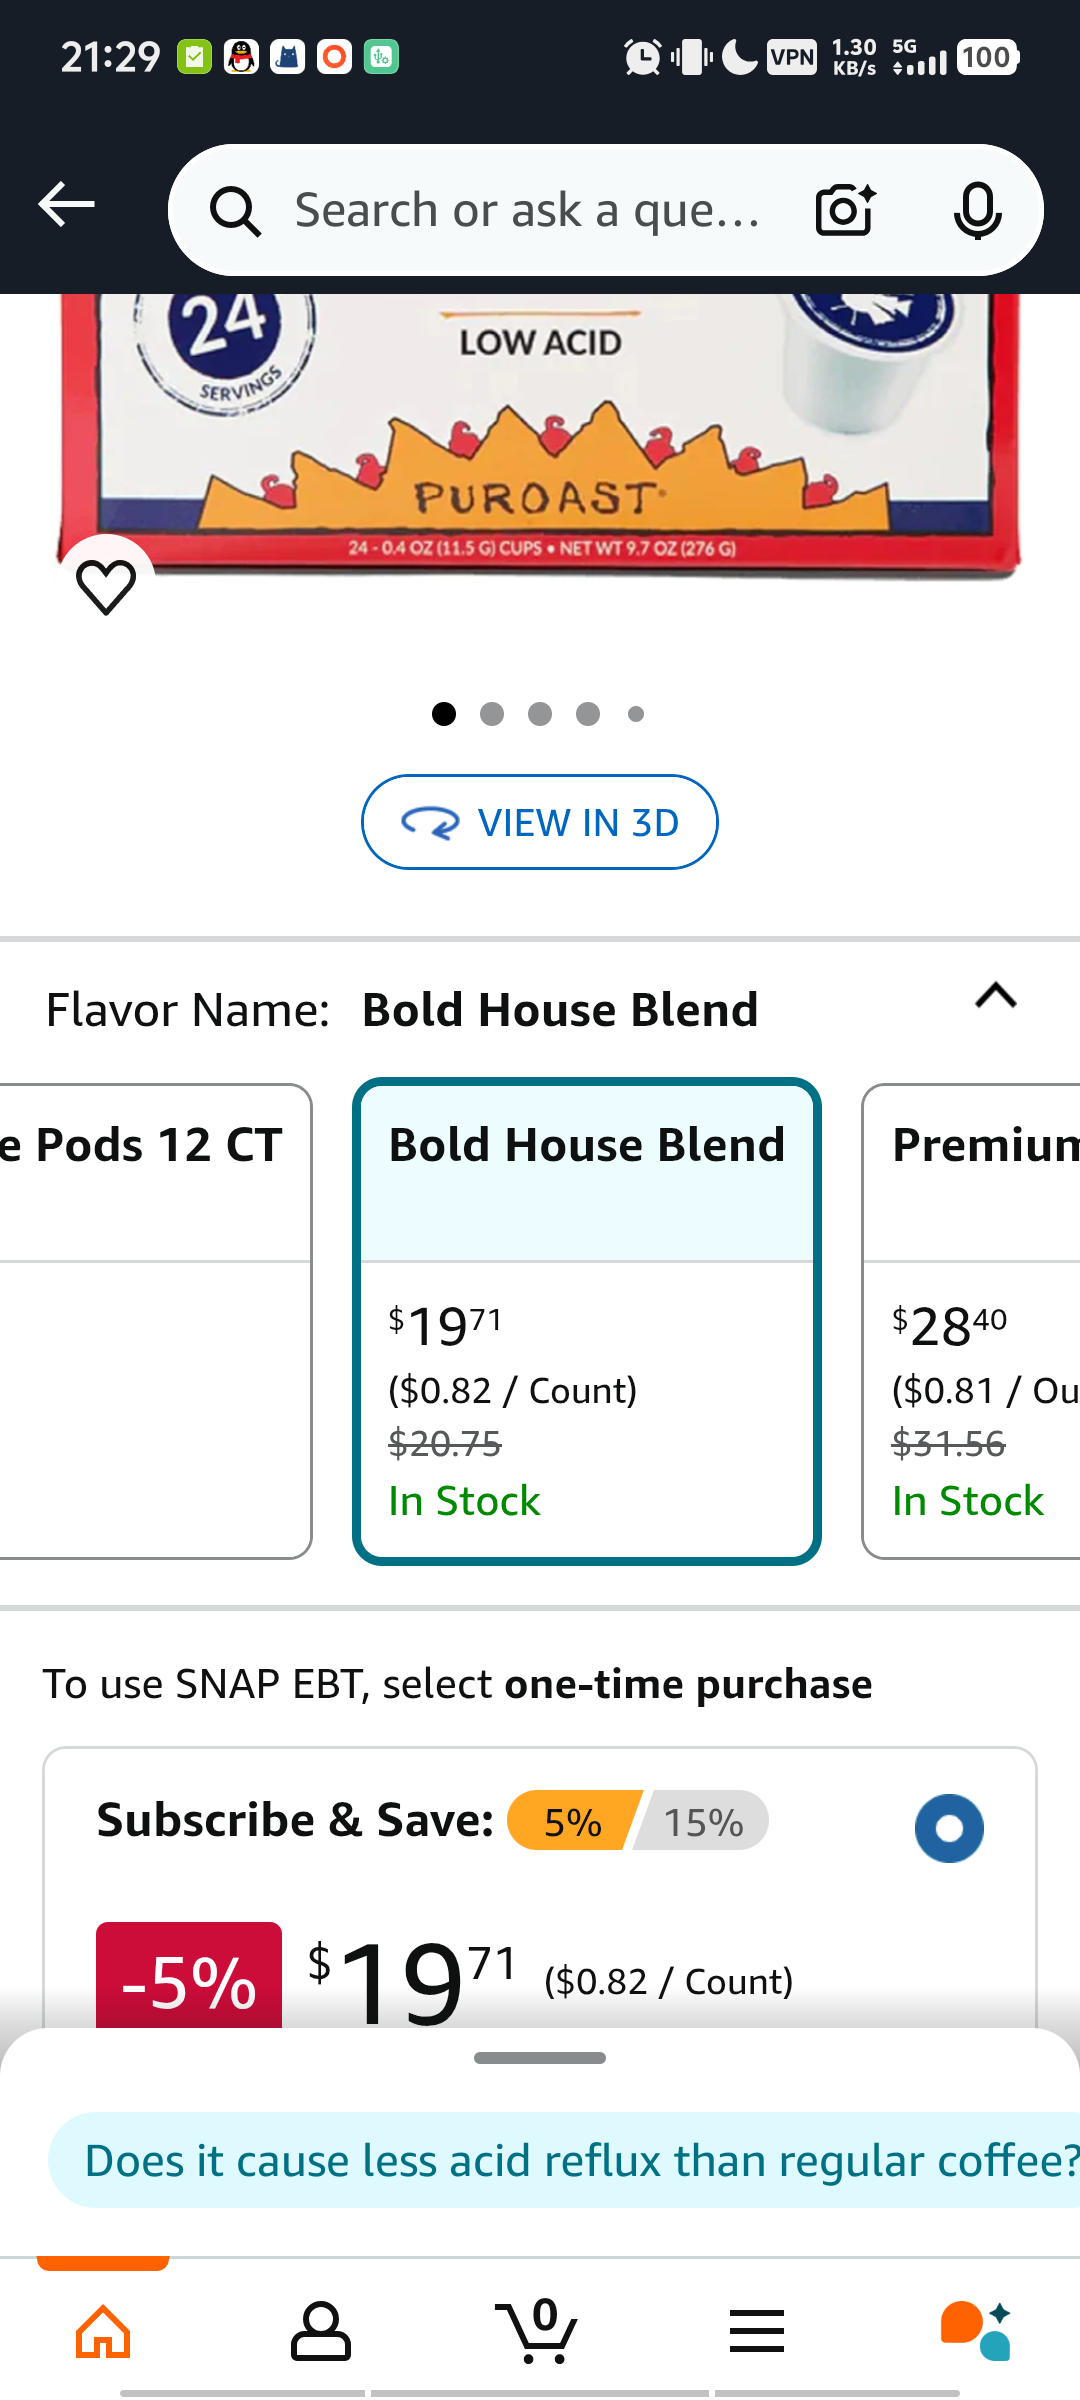 21:29
VPN
1.30
KB/s
5G
100
Search or ask a que...
24
SERVINGS
LOW ACID
PUROAST
24 - 0.4 OZ (11.5 G) CUPS • NET WT 9.7 OZ (276 G)
VIEW IN 3D
Flavor Name: Bold House Blend
e Pods 12 CT
Bold House Blend
$19 71
($0.82 / Count)
$20.75
In Stock
Premium
$28 40
($0.81 / Ou
$31.56
In Stock
To use SNAP EBT, select one-time purchase
Subscribe & Save: 5% 15%
-5% $19 71 ($0.82 / Count)
Does it cause less acid reflux than regular coffee?
0